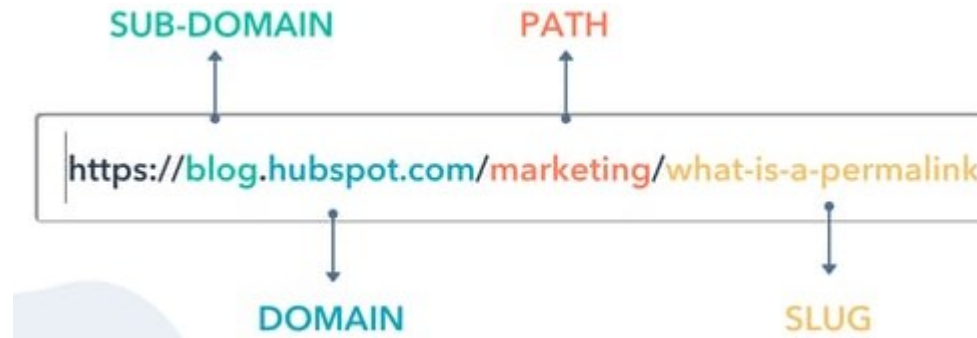 SUB-DOMAIN PATH
https://blog.hubspot.com/marketing/what-is-a-permalink
DOMAIN SLUG